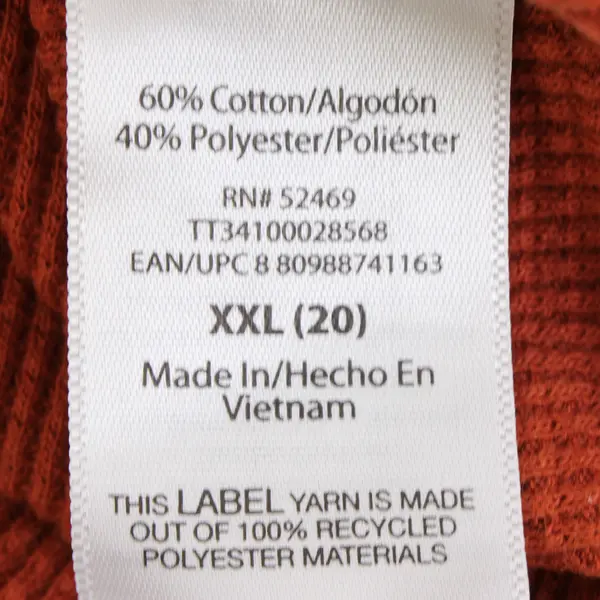 60% Cotton/Algodón
40% Polyester/Poliéster
RN# 52469
TT34100028568
EAN/UPC 8 80988741163
XXL (20)
Made In/Hecho En
Vietnam
THIS LABEL YARN IS MADE
OUT OF 100% RECYCLED
POLYESTER MATERIALS